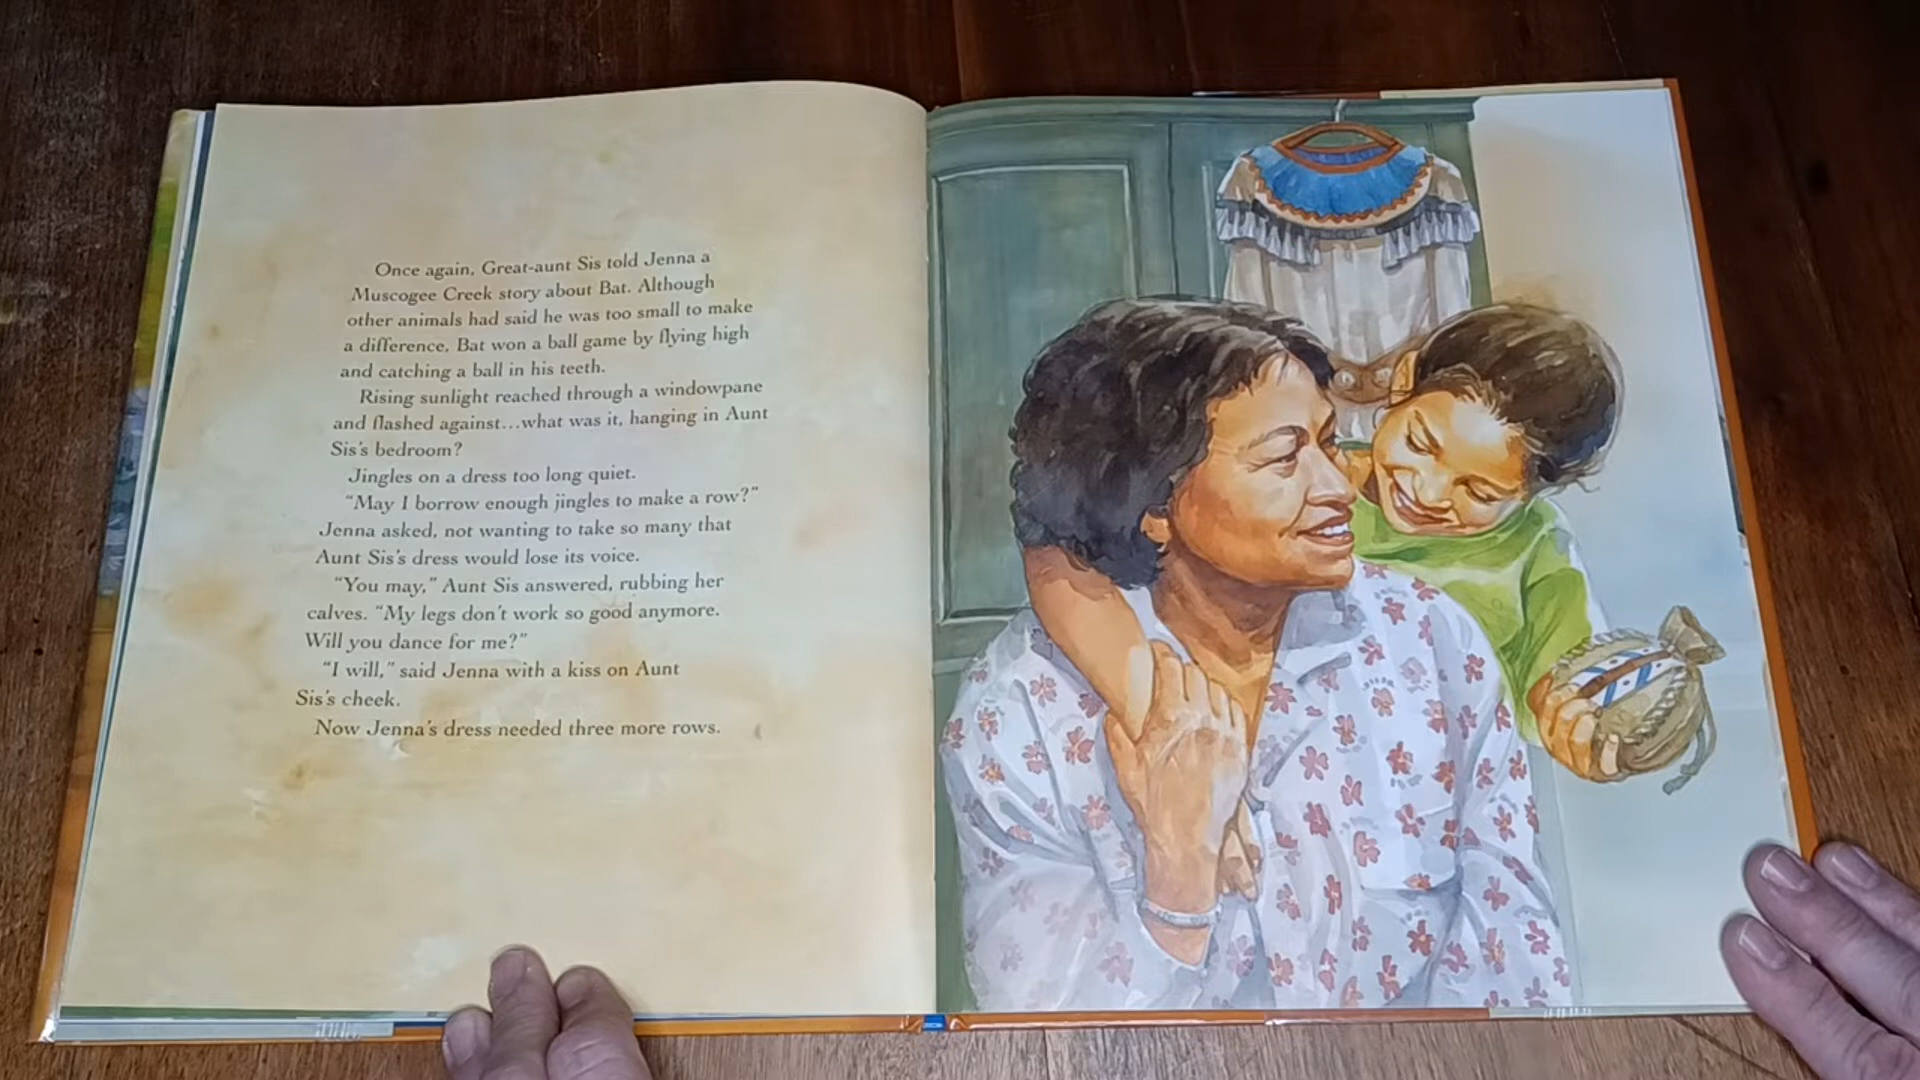 Once again, Great-aunt Sis told Jenna a
Muscogee Creek story about Bat. Although
other animals had said he was too small to make
a difference, Bat won a ball game by flying high
and catching a ball in his teeth.
Rising sunlight reached through a windowpane
and flashed against...what was it, hanging in Aunt
Sis's bedroom?
Jingles on a dress too long quiet.
"May I borrow enough jingles to make a row?"
Jenna asked, not wanting to take so many that
Aunt Sis's dress would lose its voice.
"You may," Aunt Sis answered, rubbing her
calves. "My legs don't work so good anymore.
Will you dance for me?"
"I will," said Jenna with a kiss on Aunt
Sis's cheek.
Now Jenna's dress needed three more rows.